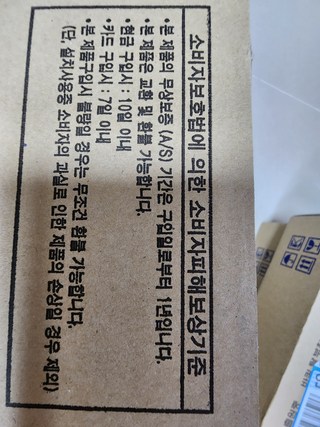 소비자보호법에 의한 소비자피해보상기준
• 본 제품의 무상보증 (A/S) 기간은 구입일로부터 1년입니다.
• 본 제품은 교환 및 환불 가능합니다.
• 현금 구입시 : 10일 이내
• 카드 구입시 : 7일 이내
• 본 제품구입시 불량일 경우는 무조건 환불 가능합니다.
(단, 설치사용중 소비자의 과실로 인한 제품의 손상일 경우 제외)